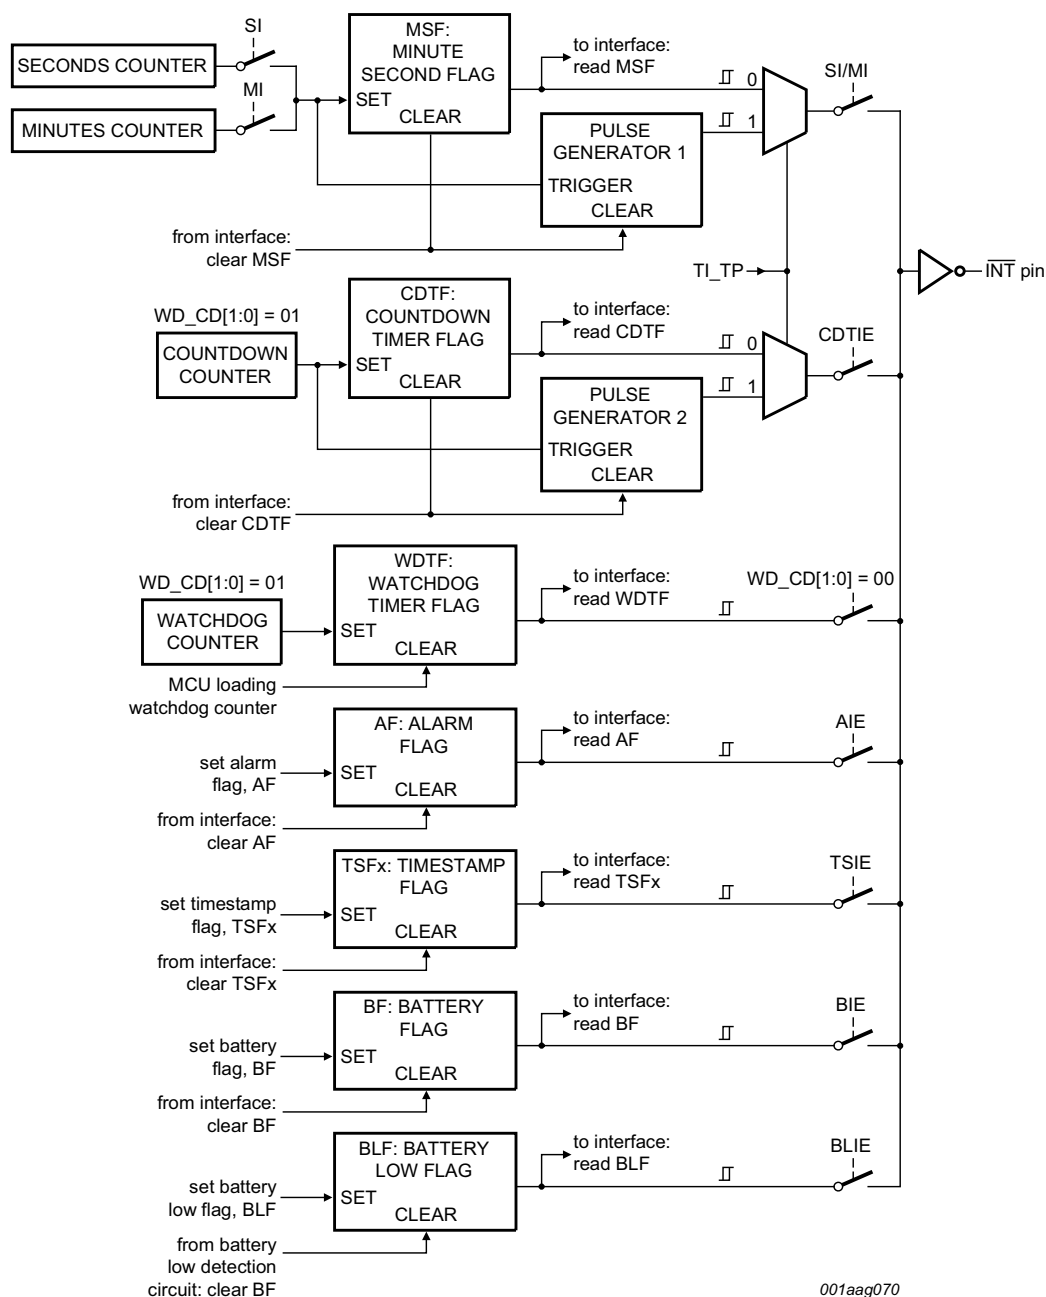 SI
SECONDS COUNTER
MI
MINUTES COUNTER
MSF:
MINUTE
SECOND FLAG
SET
CLEAR
to interface:
read MSF
0
1
SI/MI
PULSE
GENERATOR 1
TRIGGER
CLEAR
from interface:
clear MSF
TI_TP
INT pin
WD_CD[1:0] = 01
COUNTDOWN
COUNTER
CDTF:
COUNTDOWN
TIMER FLAG
SET
CLEAR
to interface:
read CDTF
0
1
CDTIE
PULSE
GENERATOR 2
TRIGGER
CLEAR
from interface:
clear CDTF
WD_CD[1:0] = 01
WATCHDOG
COUNTER
WDTF:
WATCHDOG
TIMER FLAG
SET
CLEAR
to interface:
read WDTF
WD_CD[1:0] = 00
MCU loading
watchdog counter
AF: ALARM
FLAG
SET
CLEAR
to interface:
read AF
AIE
set alarm
flag, AF
from interface:
clear AF
TSFx: TIMESTAMP
FLAG
SET
CLEAR
to interface:
read TSFx
TSIE
set timestamp
flag, TSFx
from interface:
clear TSFx
BF: BATTERY
FLAG
SET
CLEAR
to interface:
read BF
BIE
set battery
flag, BF
from interface:
clear BF
BLF: BATTERY
LOW FLAG
SET
CLEAR
to interface:
read BLF
BLIE
set battery
low flag, BLF
from battery
low detection
circuit: clear BF
001aag070